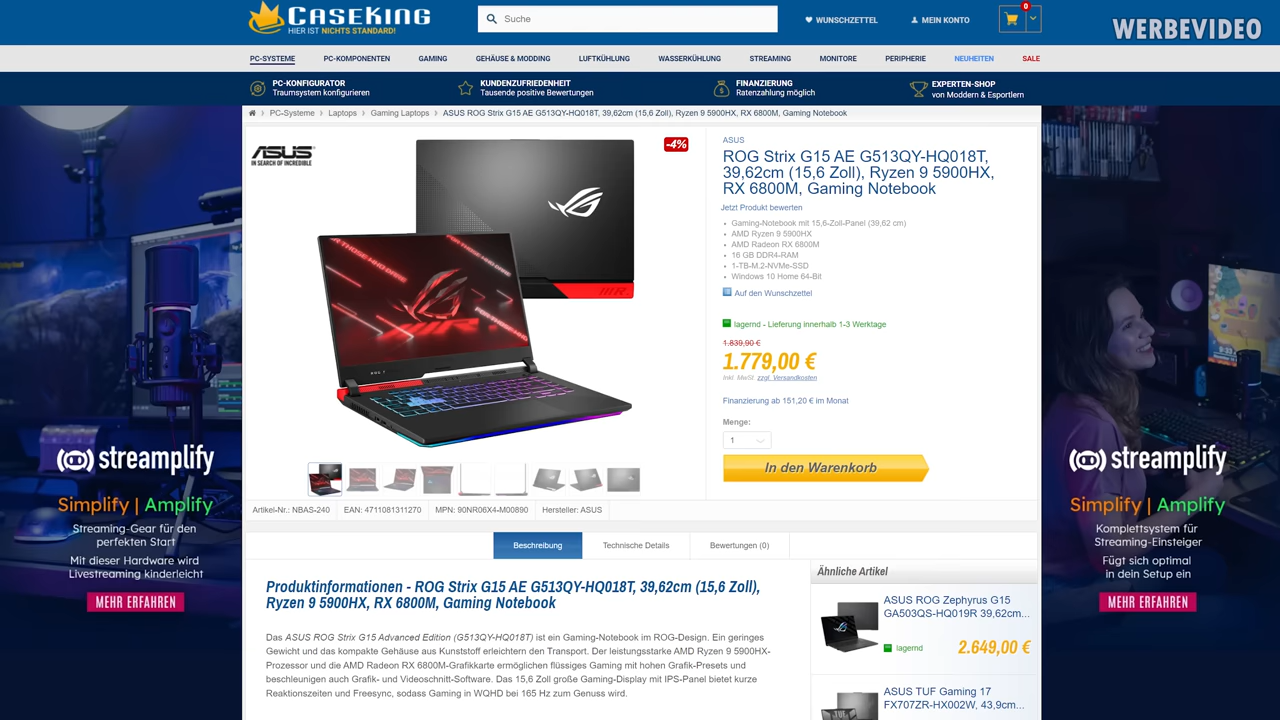 CASEKING
HIER IST NICHTS STANDARD!
Suche
WUNSCHZETTEL
MEIN KONTO
0
WERBEVIDEO
PC-SYSTEME
PC-KOMPONENTEN
GAMING
GEHÄUSE & MODDING
LUFTKÜHLUNG
WASSERKÜHLUNG
STREAMING
MONITORE
PERIPHERIE
NEUHEITEN
SALE
PC-KONFIGURATOR
Traumsystem konfigurieren
KUNDENZUFRIEDENHEIT
Tausende positive Bewertungen
FINANZIERUNG
Ratenzahlung möglich
EXPERTEN-SHOP
von Moddern & Esportlern
PC-Systeme
Laptops
Gaming Laptops
ASUS ROG Strix G15 AE G513QY-HQ018T, 39,62cm (15,6 Zoll), Ryzen 9 5900HX, RX 6800M, Gaming Notebook
ASUS
IN SEARCH OF INCREDIBLE
-4%
FOR THOSE WHO DARE
ASUS
ROG Strix G15 AE G513QY-HQ018T,
39,62cm (15,6 Zoll), Ryzen 9 5900HX,
RX 6800M, Gaming Notebook
Jetzt Produkt bewerten
Gaming-Notebook mit 15,6-Zoll-Panel (39,62 cm)
AMD Ryzen 9 5900HX
AMD Radeon RX 6800M
16 GB DDR4-RAM
1-TB-M.2-NVMe-SSD
Windows 10 Home 64-Bit
Auf den Wunschzettel
lagernd - Lieferung innerhalb 1-3 Werktage
1.839,90 €
1.779,00 €
Inkl. MwSt. zzgl. Versandkosten
Finanzierung ab 151,20 € im Monat
Menge:
1
In den Warenkorb
Artikel-Nr.: NBAS-240
EAN: 4711081311270
MPN: 90NR06X4-M00890
Hersteller: ASUS
Beschreibung
Technische Details
Bewertungen (0)
Produktinformationen - ROG Strix G15 AE G513QY-HQ018T, 39,62cm (15,6 Zoll),
Ryzen 9 5900HX, RX 6800M, Gaming Notebook
Das ASUS ROG Strix G15 Advanced Edition (G513QY-HQ018T) ist ein Gaming-Notebook im ROG-Design. Ein geringes
Gewicht und das kompakte Gehäuse aus Kunststoff erleichtern den Transport. Der leistungsstarke AMD Ryzen 9 5900HX-
Prozessor und die AMD Radeon RX 6800M-Grafikkarte ermöglichen flüssiges Gaming mit hohen Grafik-Presets und
beschleunigen auch Grafik- und Videoschnitt-Software. Das 15,6 Zoll große Gaming-Display mit IPS-Panel bietet kurze
Reaktionszeiten und Freesync, sodass Gaming in WQHD bei 165 Hz zum Genuss wird.
Ähnliche Artikel
ASUS ROG Zephyrus G15
GA503QS-HQ019R 39,62cm...
lagernd
2.649,00 €
ASUS TUF Gaming 17
FX707ZR-HX002W, 43,9cm...
streamplify
Simplify | Amplify
Streaming-Gear für den
perfekten Start
Mit dieser Hardware wird
Livestreaming kinderleicht
MEHR ERFAHREN
streamplify
Simplify | Amplify
Komplettsystem für
Streaming-Einsteiger
Fügt sich optimal
in dein Setup ein
MEHR ERFAHREN